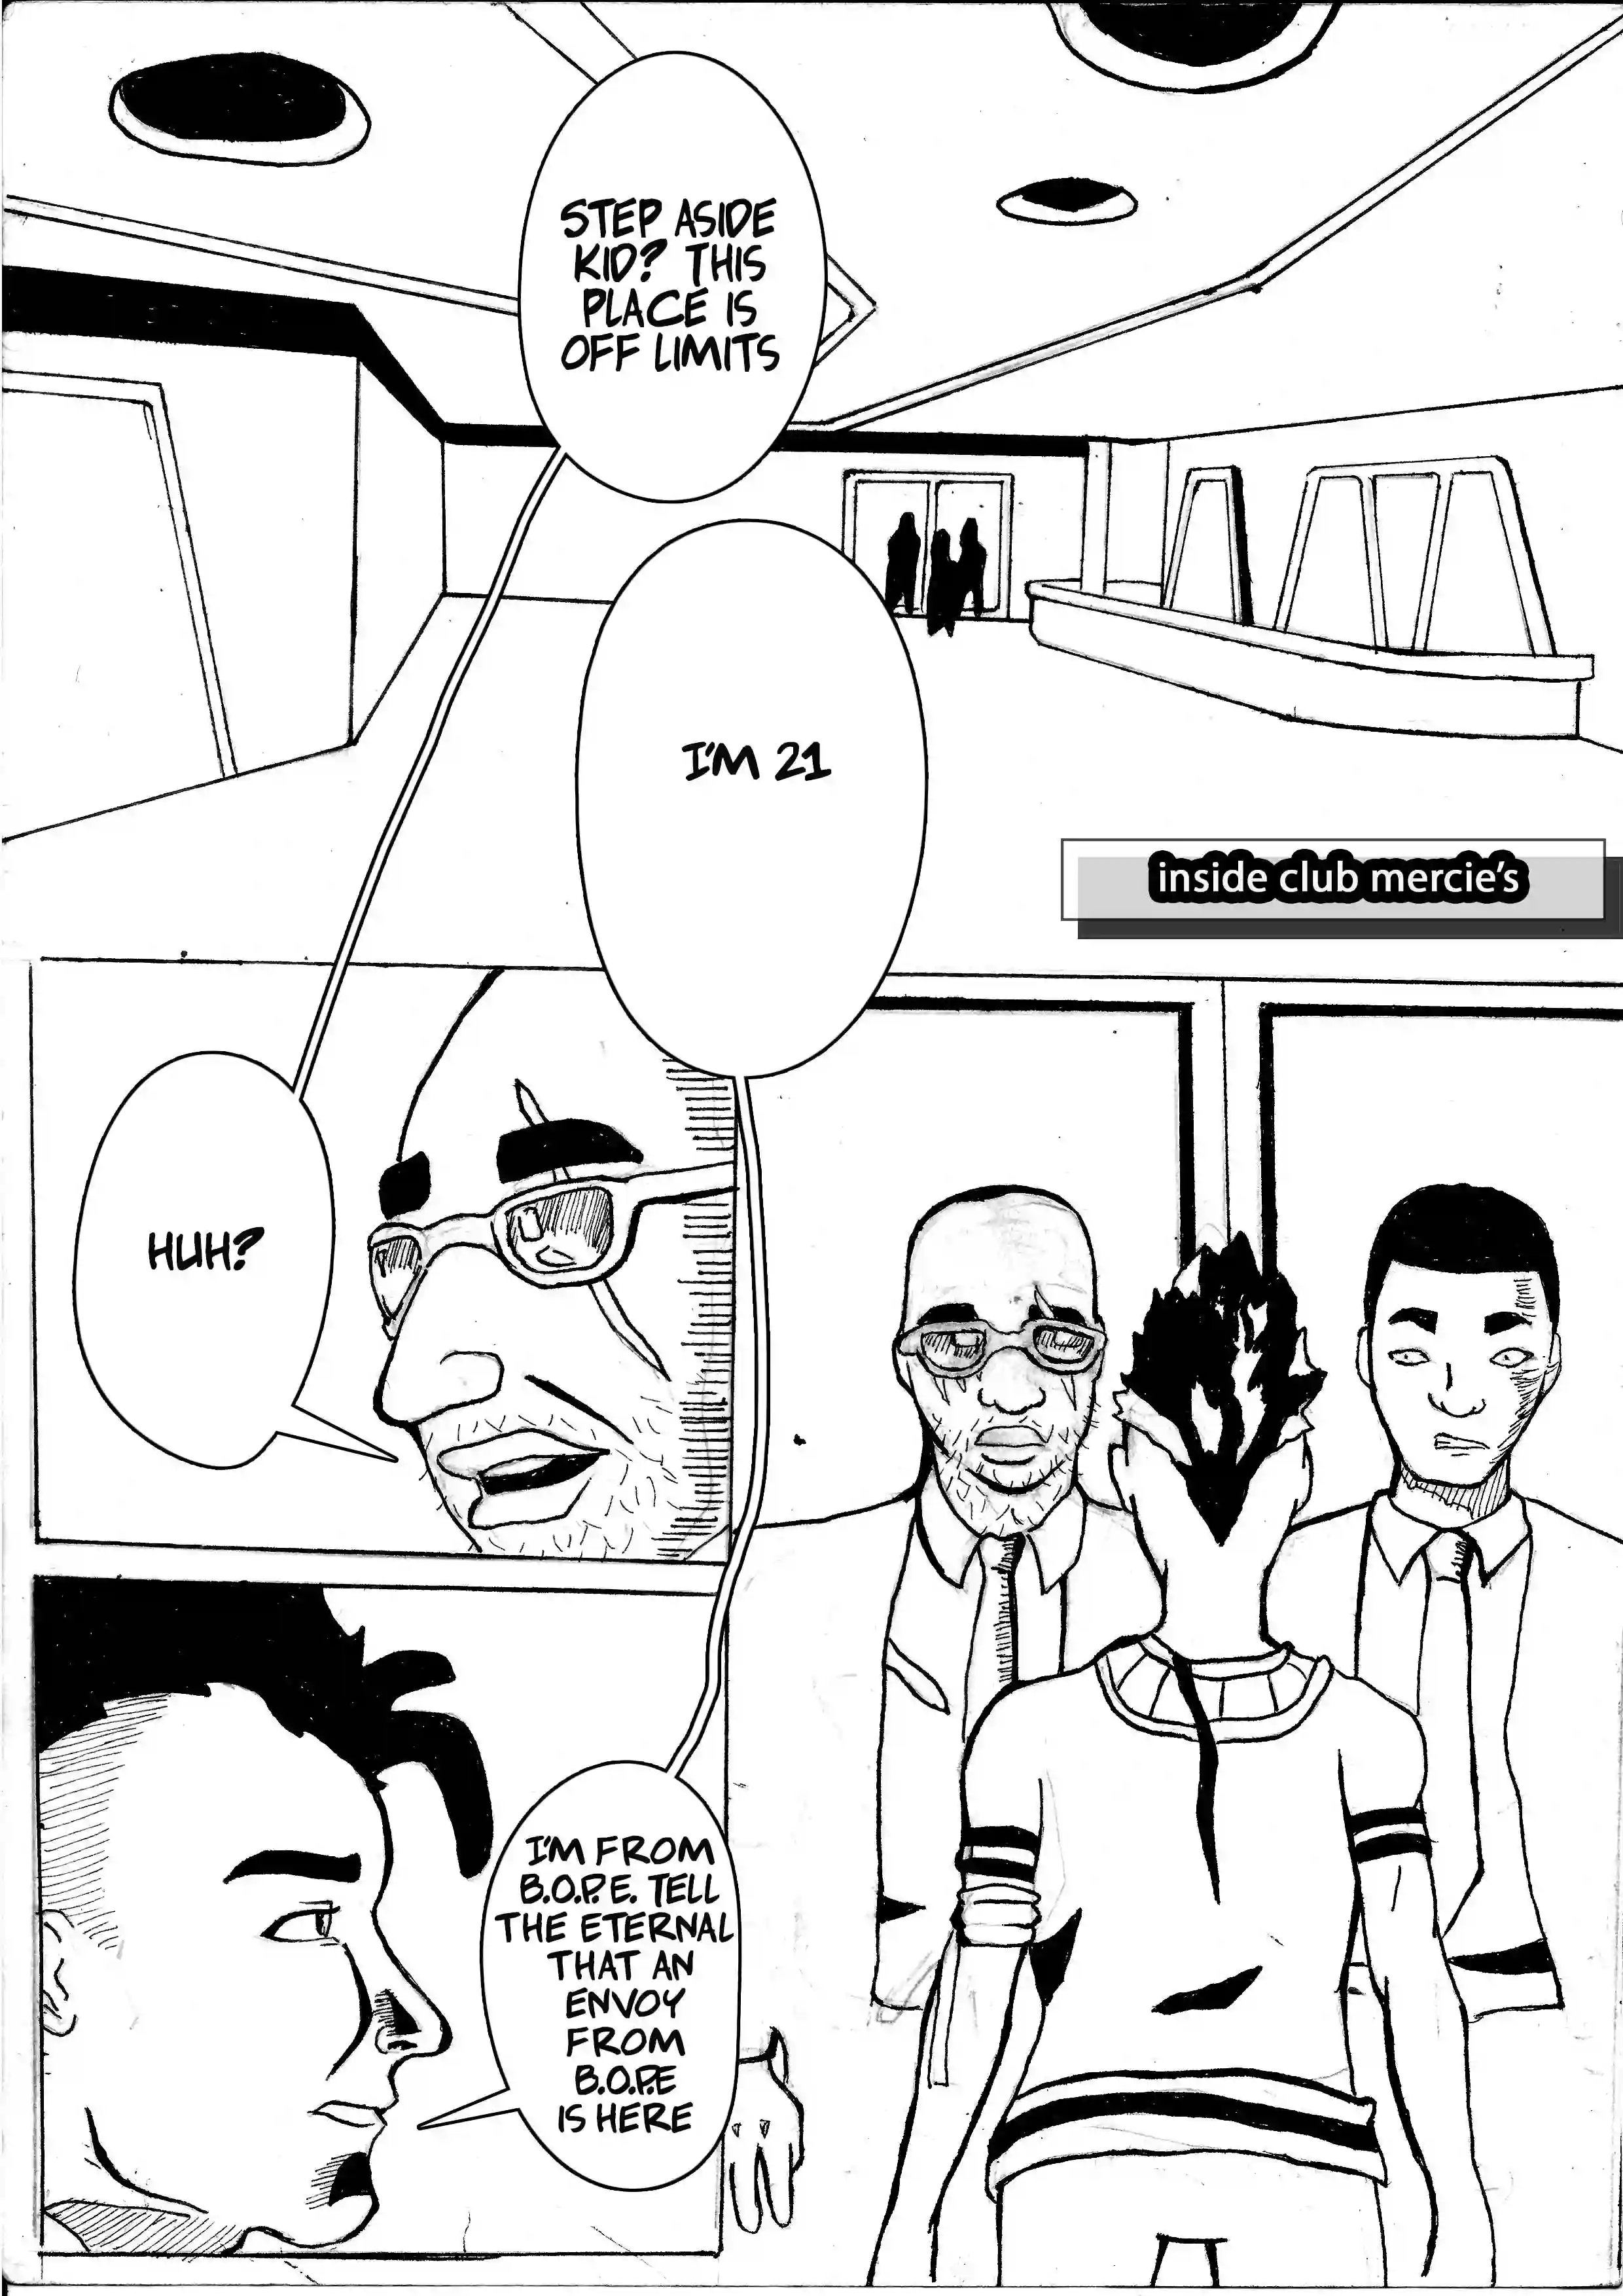 STEP ASIDE
KID? THIS
PLACE IS
OFF LIMITS
I'M 21
inside club mercie's
HUH?
I'M FROM
B.O.P.E. TELL
THE ETERNAL
THAT AN
ENVOY
FROM
B.O.P.E
IS HERE